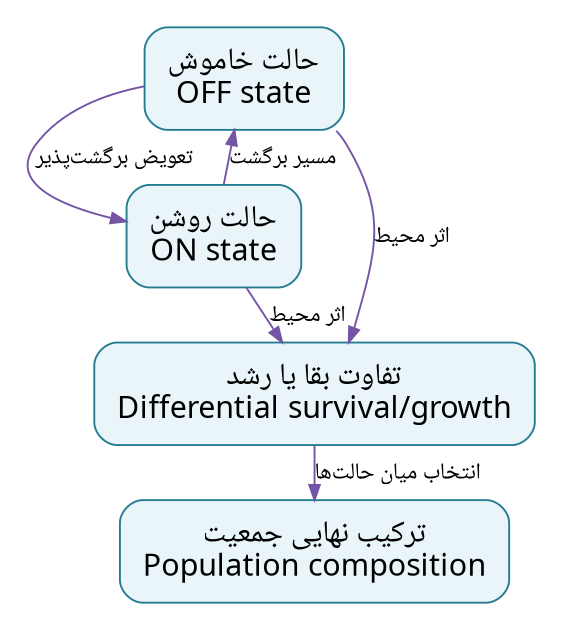 حالت خاموش
OFF state
تعویض برگشت‌پذیر
مسیر برگشت
حالت روشن
ON state
اثر محیط
اثر محیط
تفاوت بقا یا رشد
Differential survival/growth
انتخاب میان حالت‌ها
ترکیب نهایی جمعیت
Population composition